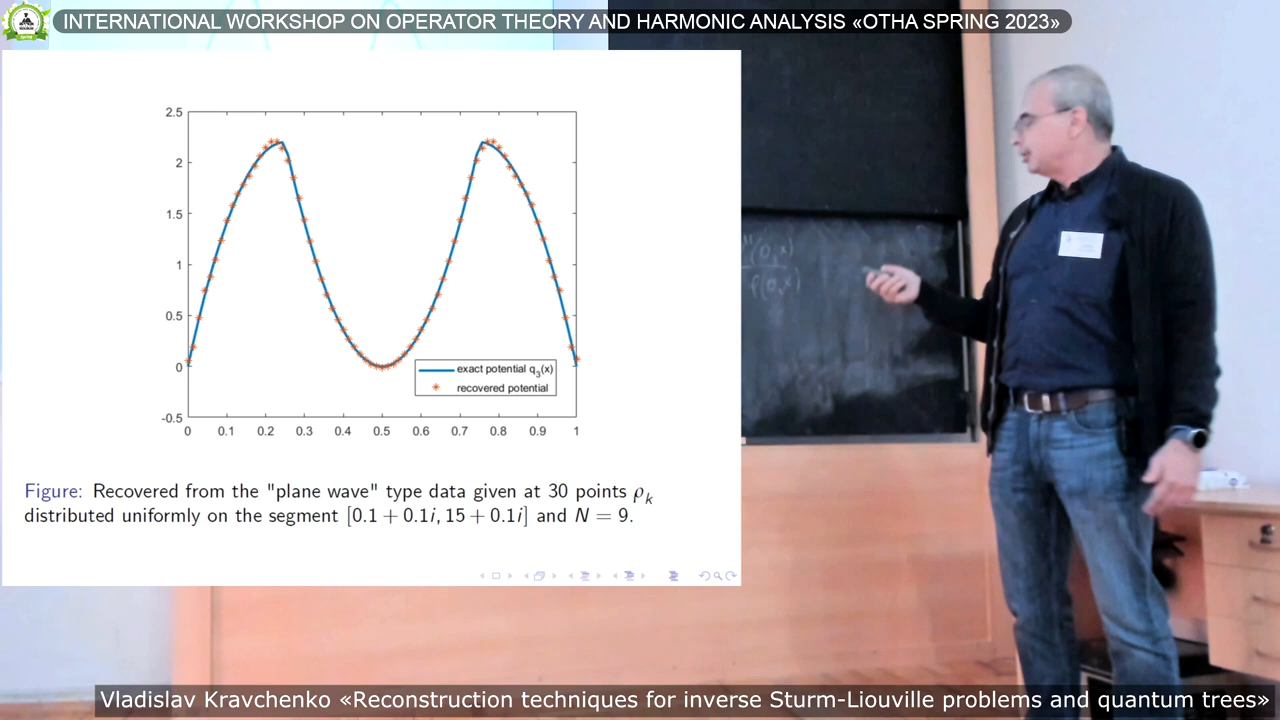 INTERNATIONAL WORKSHOP ON OPERATOR THEORY AND HARMONIC ANALYSIS «OTHA SPRING 2023»
2.5
2
1.5
1
0.5
0
-0.5
0 0.1 0.2 0.3 0.4 0.5 0.6 0.7 0.8 0.9 1
exact potential q₃(x)
recovered potential
Figure: Recovered from the "plane wave" type data given at 30 points ρₖ
distributed uniformly on the segment [0.1 + 0.1i, 15 + 0.1i] and N = 9.
f(0,x)
Vladislav Kravchenko «Reconstruction techniques for inverse Sturm-Liouville problems and quantum trees»